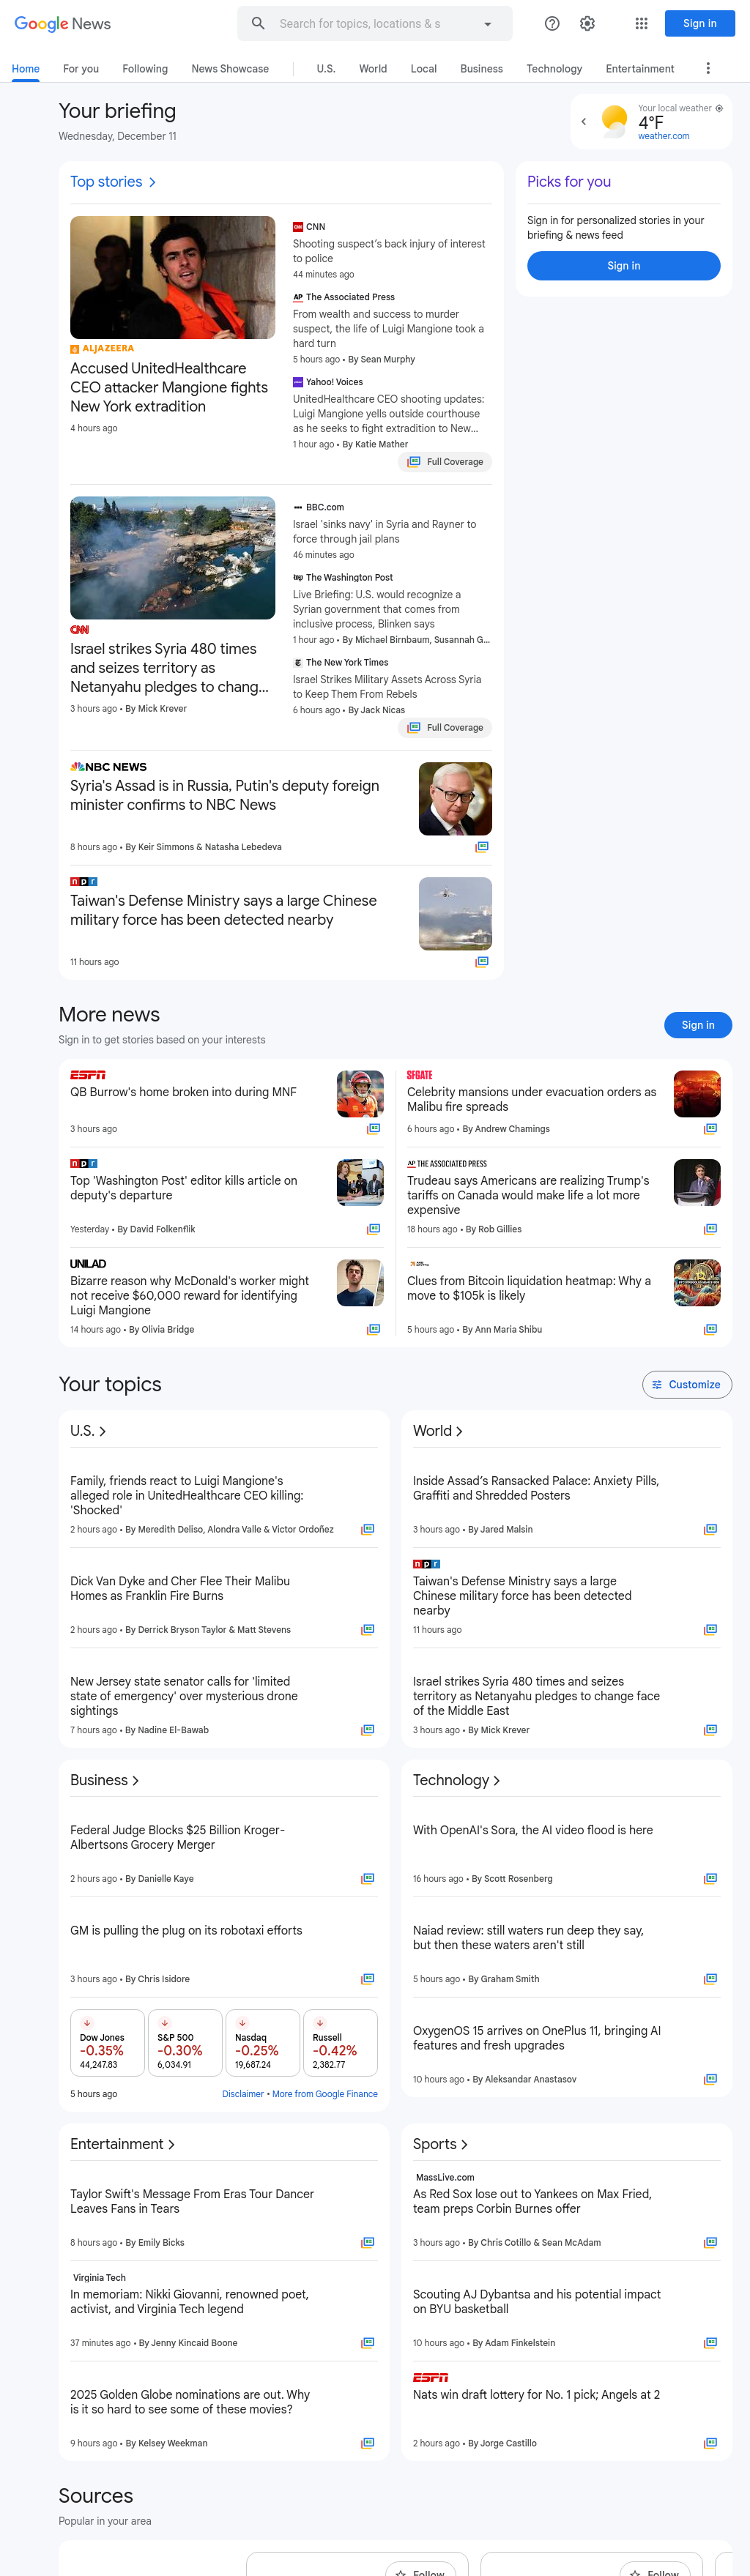 Google News
Search for topics, locations & s
Sign in
Home
For you
Following
News Showcase
U.S.
World
Local
Business
Technology
Entertainment
Your briefing
Wednesday, December 11
Your local weather
4°F
weather.com
Top stories
ALJAZEERA
Accused UnitedHealthcare
CEO attacker Mangione fights
New York extradition
4 hours ago
CNN
Shooting suspect's back injury of interest
to police
44 minutes ago
AP The Associated Press
From wealth and success to murder
suspect, the life of Luigi Mangione took a
hard turn
5 hours ago • By Sean Murphy
Yahoo! Voices
UnitedHealthcare CEO shooting updates:
Luigi Mangione yells outside courthouse
as he seeks to fight extradition to New…
1 hour ago • By Katie Mather
Full Coverage
Picks for you
Sign in for personalized stories in your
briefing & news feed
Sign in
CNN
Israel strikes Syria 480 times
and seizes territory as
Netanyahu pledges to chang…
3 hours ago • By Mick Krever
BBC.com
Israel 'sinks navy' in Syria and Rayner to
force through jail plans
46 minutes ago
wp The Washington Post
Live Briefing: U.S. would recognize a
Syrian government that comes from
inclusive process, Blinken says
1 hour ago • By Michael Birnbaum, Susannah G…
The New York Times
Israel Strikes Military Assets Across Syria
to Keep Them From Rebels
6 hours ago • By Jack Nicas
Full Coverage
NBC NEWS
Syria's Assad is in Russia, Putin's deputy foreign
minister confirms to NBC News
8 hours ago • By Keir Simmons & Natasha Lebedeva
npr
Taiwan's Defense Ministry says a large Chinese
military force has been detected nearby
11 hours ago
More news
Sign in to get stories based on your interests
Sign in
ESPN
QB Burrow's home broken into during MNF
3 hours ago
npr
Top 'Washington Post' editor kills article on
deputy's departure
Yesterday • By David Folkenflik
UNILAD
Bizarre reason why McDonald's worker might
not receive $60,000 reward for identifying
Luigi Mangione
14 hours ago • By Olivia Bridge
SFGATE
Celebrity mansions under evacuation orders as
Malibu fire spreads
6 hours ago • By Andrew Chamings
AP THE ASSOCIATED PRESS
Trudeau says Americans are realizing Trump's
tariffs on Canada would make life a lot more
expensive
18 hours ago • By Rob Gillies
Clues from Bitcoin liquidation heatmap: Why a
move to $105k is likely
5 hours ago • By Ann Maria Shibu
Your topics
Customize
U.S.
Family, friends react to Luigi Mangione's
alleged role in UnitedHealthcare CEO killing:
'Shocked'
2 hours ago • By Meredith Deliso, Alondra Valle & Victor Ordoñez
Dick Van Dyke and Cher Flee Their Malibu
Homes as Franklin Fire Burns
2 hours ago • By Derrick Bryson Taylor & Matt Stevens
New Jersey state senator calls for 'limited
state of emergency' over mysterious drone
sightings
7 hours ago • By Nadine El-Bawab
World
Inside Assad's Ransacked Palace: Anxiety Pills,
Graffiti and Shredded Posters
3 hours ago • By Jared Malsin
npr
Taiwan's Defense Ministry says a large
Chinese military force has been detected
nearby
11 hours ago
Israel strikes Syria 480 times and seizes
territory as Netanyahu pledges to change face
of the Middle East
3 hours ago • By Mick Krever
Business
Federal Judge Blocks $25 Billion Kroger-
Albertsons Grocery Merger
2 hours ago • By Danielle Kaye
GM is pulling the plug on its robotaxi efforts
3 hours ago • By Chris Isidore
Dow Jones
-0.35%
44,247.83
S&P 500
-0.30%
6,034.91
Nasdaq
-0.25%
19,687.24
Russell
-0.42%
2,382.77
5 hours ago
Disclaimer • More from Google Finance
Technology
With OpenAI's Sora, the AI video flood is here
16 hours ago • By Scott Rosenberg
Naiad review: still waters run deep they say,
but then these waters aren't still
5 hours ago • By Graham Smith
OxygenOS 15 arrives on OnePlus 11, bringing AI
features and fresh upgrades
10 hours ago • By Aleksandar Anastasov
Entertainment
Taylor Swift's Message From Eras Tour Dancer
Leaves Fans in Tears
8 hours ago • By Emily Bicks
Virginia Tech
In memoriam: Nikki Giovanni, renowned poet,
activist, and Virginia Tech legend
37 minutes ago • By Jenny Kincaid Boone
2025 Golden Globe nominations are out. Why
is it so hard to see some of these movies?
9 hours ago • By Kelsey Weekman
Sports
MassLive.com
As Red Sox lose out to Yankees on Max Fried,
team preps Corbin Burnes offer
3 hours ago • By Chris Cotillo & Sean McAdam
Scouting AJ Dybantsa and his potential impact
on BYU basketball
10 hours ago • By Adam Finkelstein
ESPN
Nats win draft lottery for No. 1 pick; Angels at 2
2 hours ago • By Jorge Castillo
Sources
Popular in your area
Follow
Follow